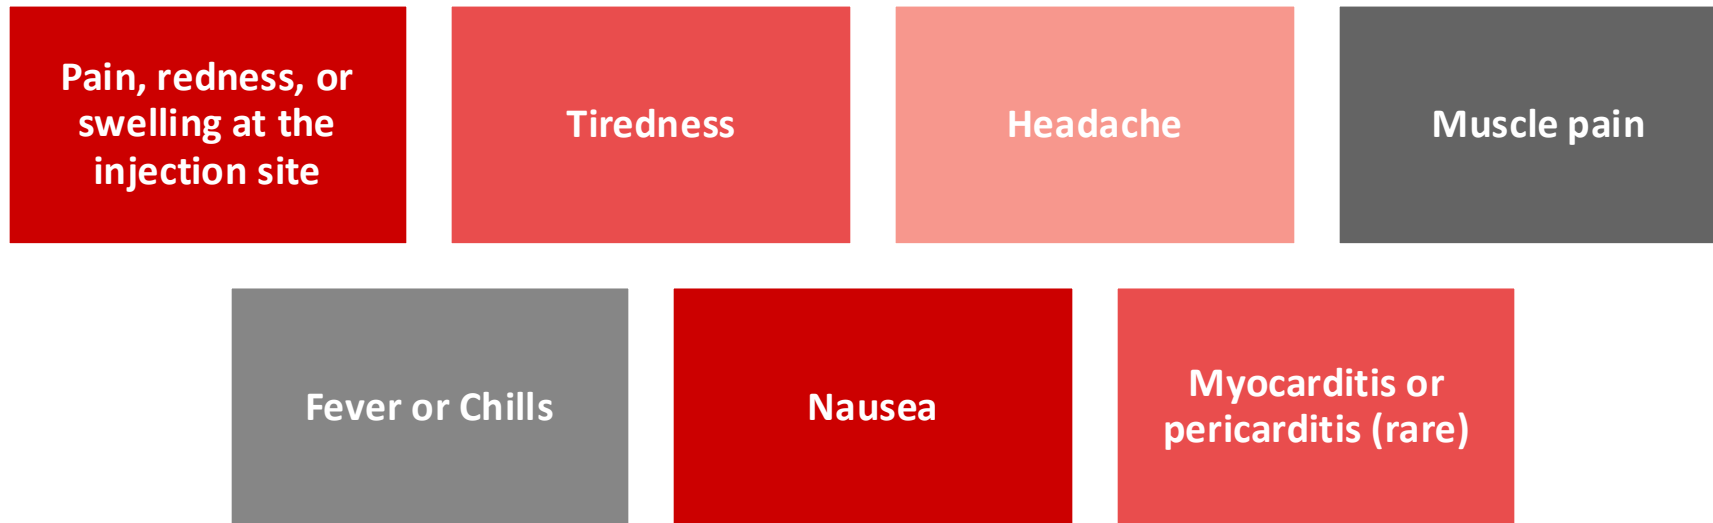 Pain, redness, or
swelling at the
injection site
Tiredness
Headache
Muscle pain
Fever or Chills
Nausea
Myocarditis or
pericarditis (rare)